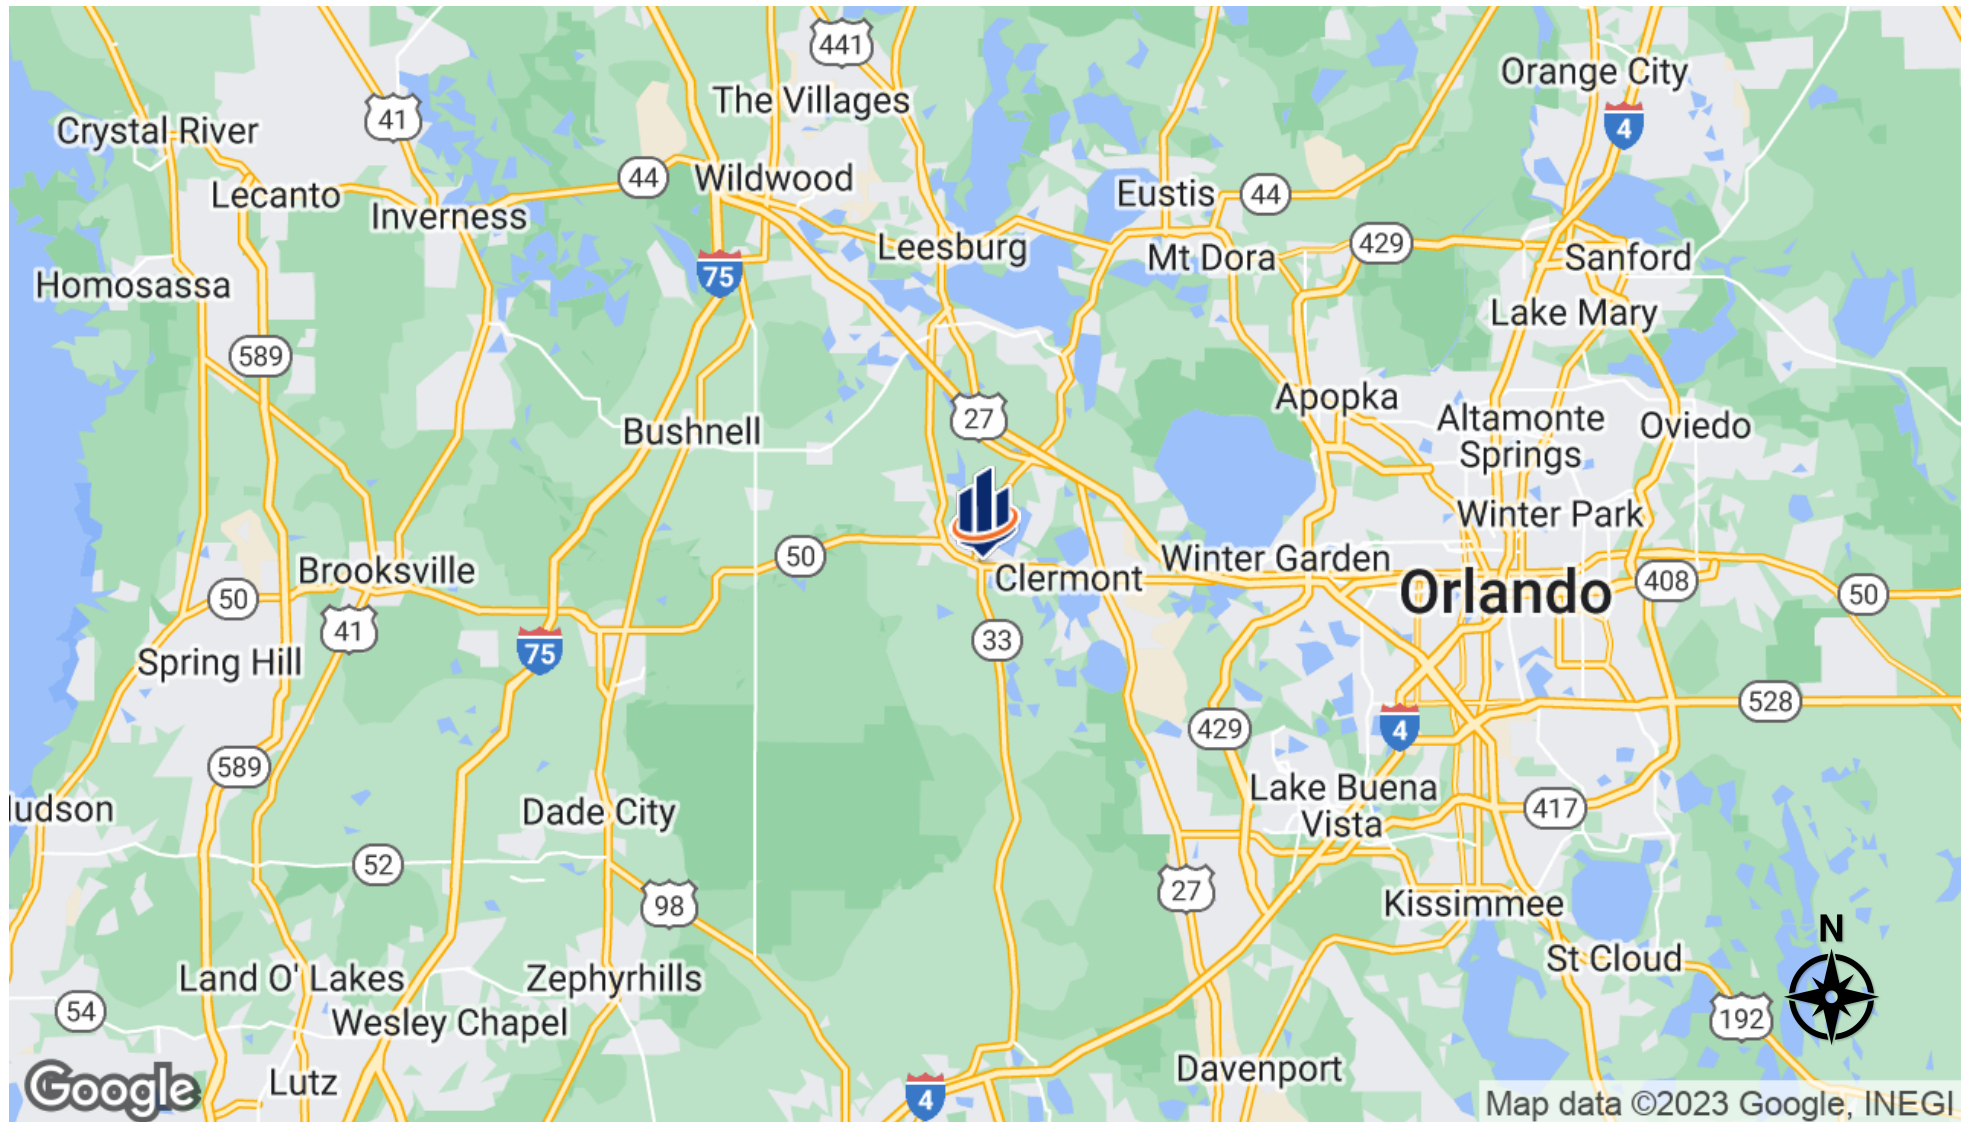 441
Orange City
The Villages
41
4
Crystal River
44
Wildwood
Lecanto
Eustis
44
Inverness
Leesburg
429
Mt Dora
Sanford
75
Homosassa
Lake Mary
589
Apopka
27
Altamonte
Springs
Oviedo
Bushnell
Winter Park
50
Winter Garden
Brooksville
Clermont
Orlando
408
50
50
41
33
75
Spring Hill
528
429
4
589
Lake Buena
Vista
417
Dade City
ludson
52
27
98
Kissimmee
N
St Cloud
Land O' Lakes
Zephyrhills
54
Wesley Chapel
192
Davenport
Google
Lutz
4
Map data ©2023 Google, INEGI